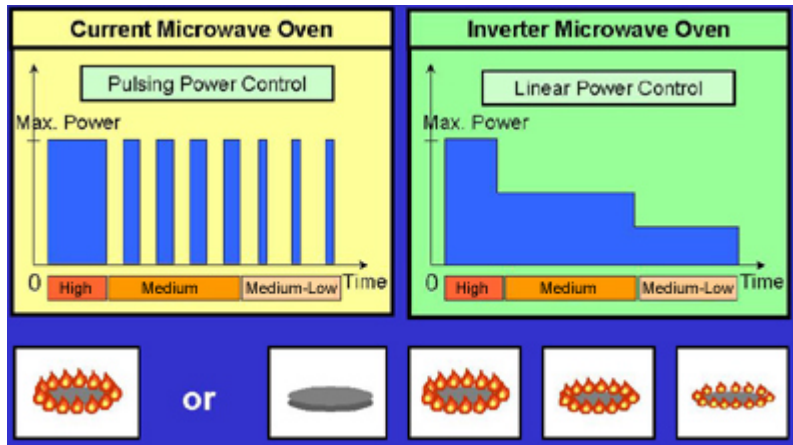 Current Microwave Oven
Pulsing Power Control
Max. Power
0
High
Medium
Medium-Low
Time
Inverter Microwave Oven
Linear Power Control
Max. Power
0
High
Medium
Medium-Low
Time
or